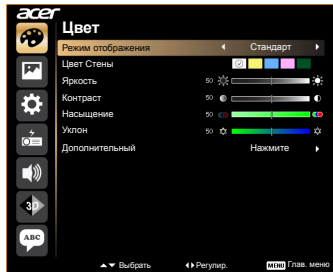 acer
Цвет
Режим отображения Стандарт
Цвет Стены
Яркость 50
Контраст 50
Насыщение 50
Уклон 50
Дополнительный Нажмите
3D
ABC
Выбрать Регулир. MENU Глав. меню